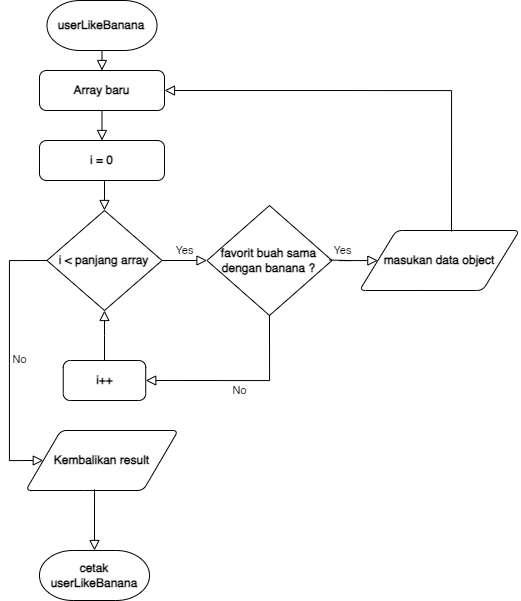 userLikeBanana
Array baru
i = 0
i < panjang array
Yes
favorit buah sama
dengan banana ?
Yes
masukan data object
No
i++
No
Kembalikan result
cetak
userLikeBanana